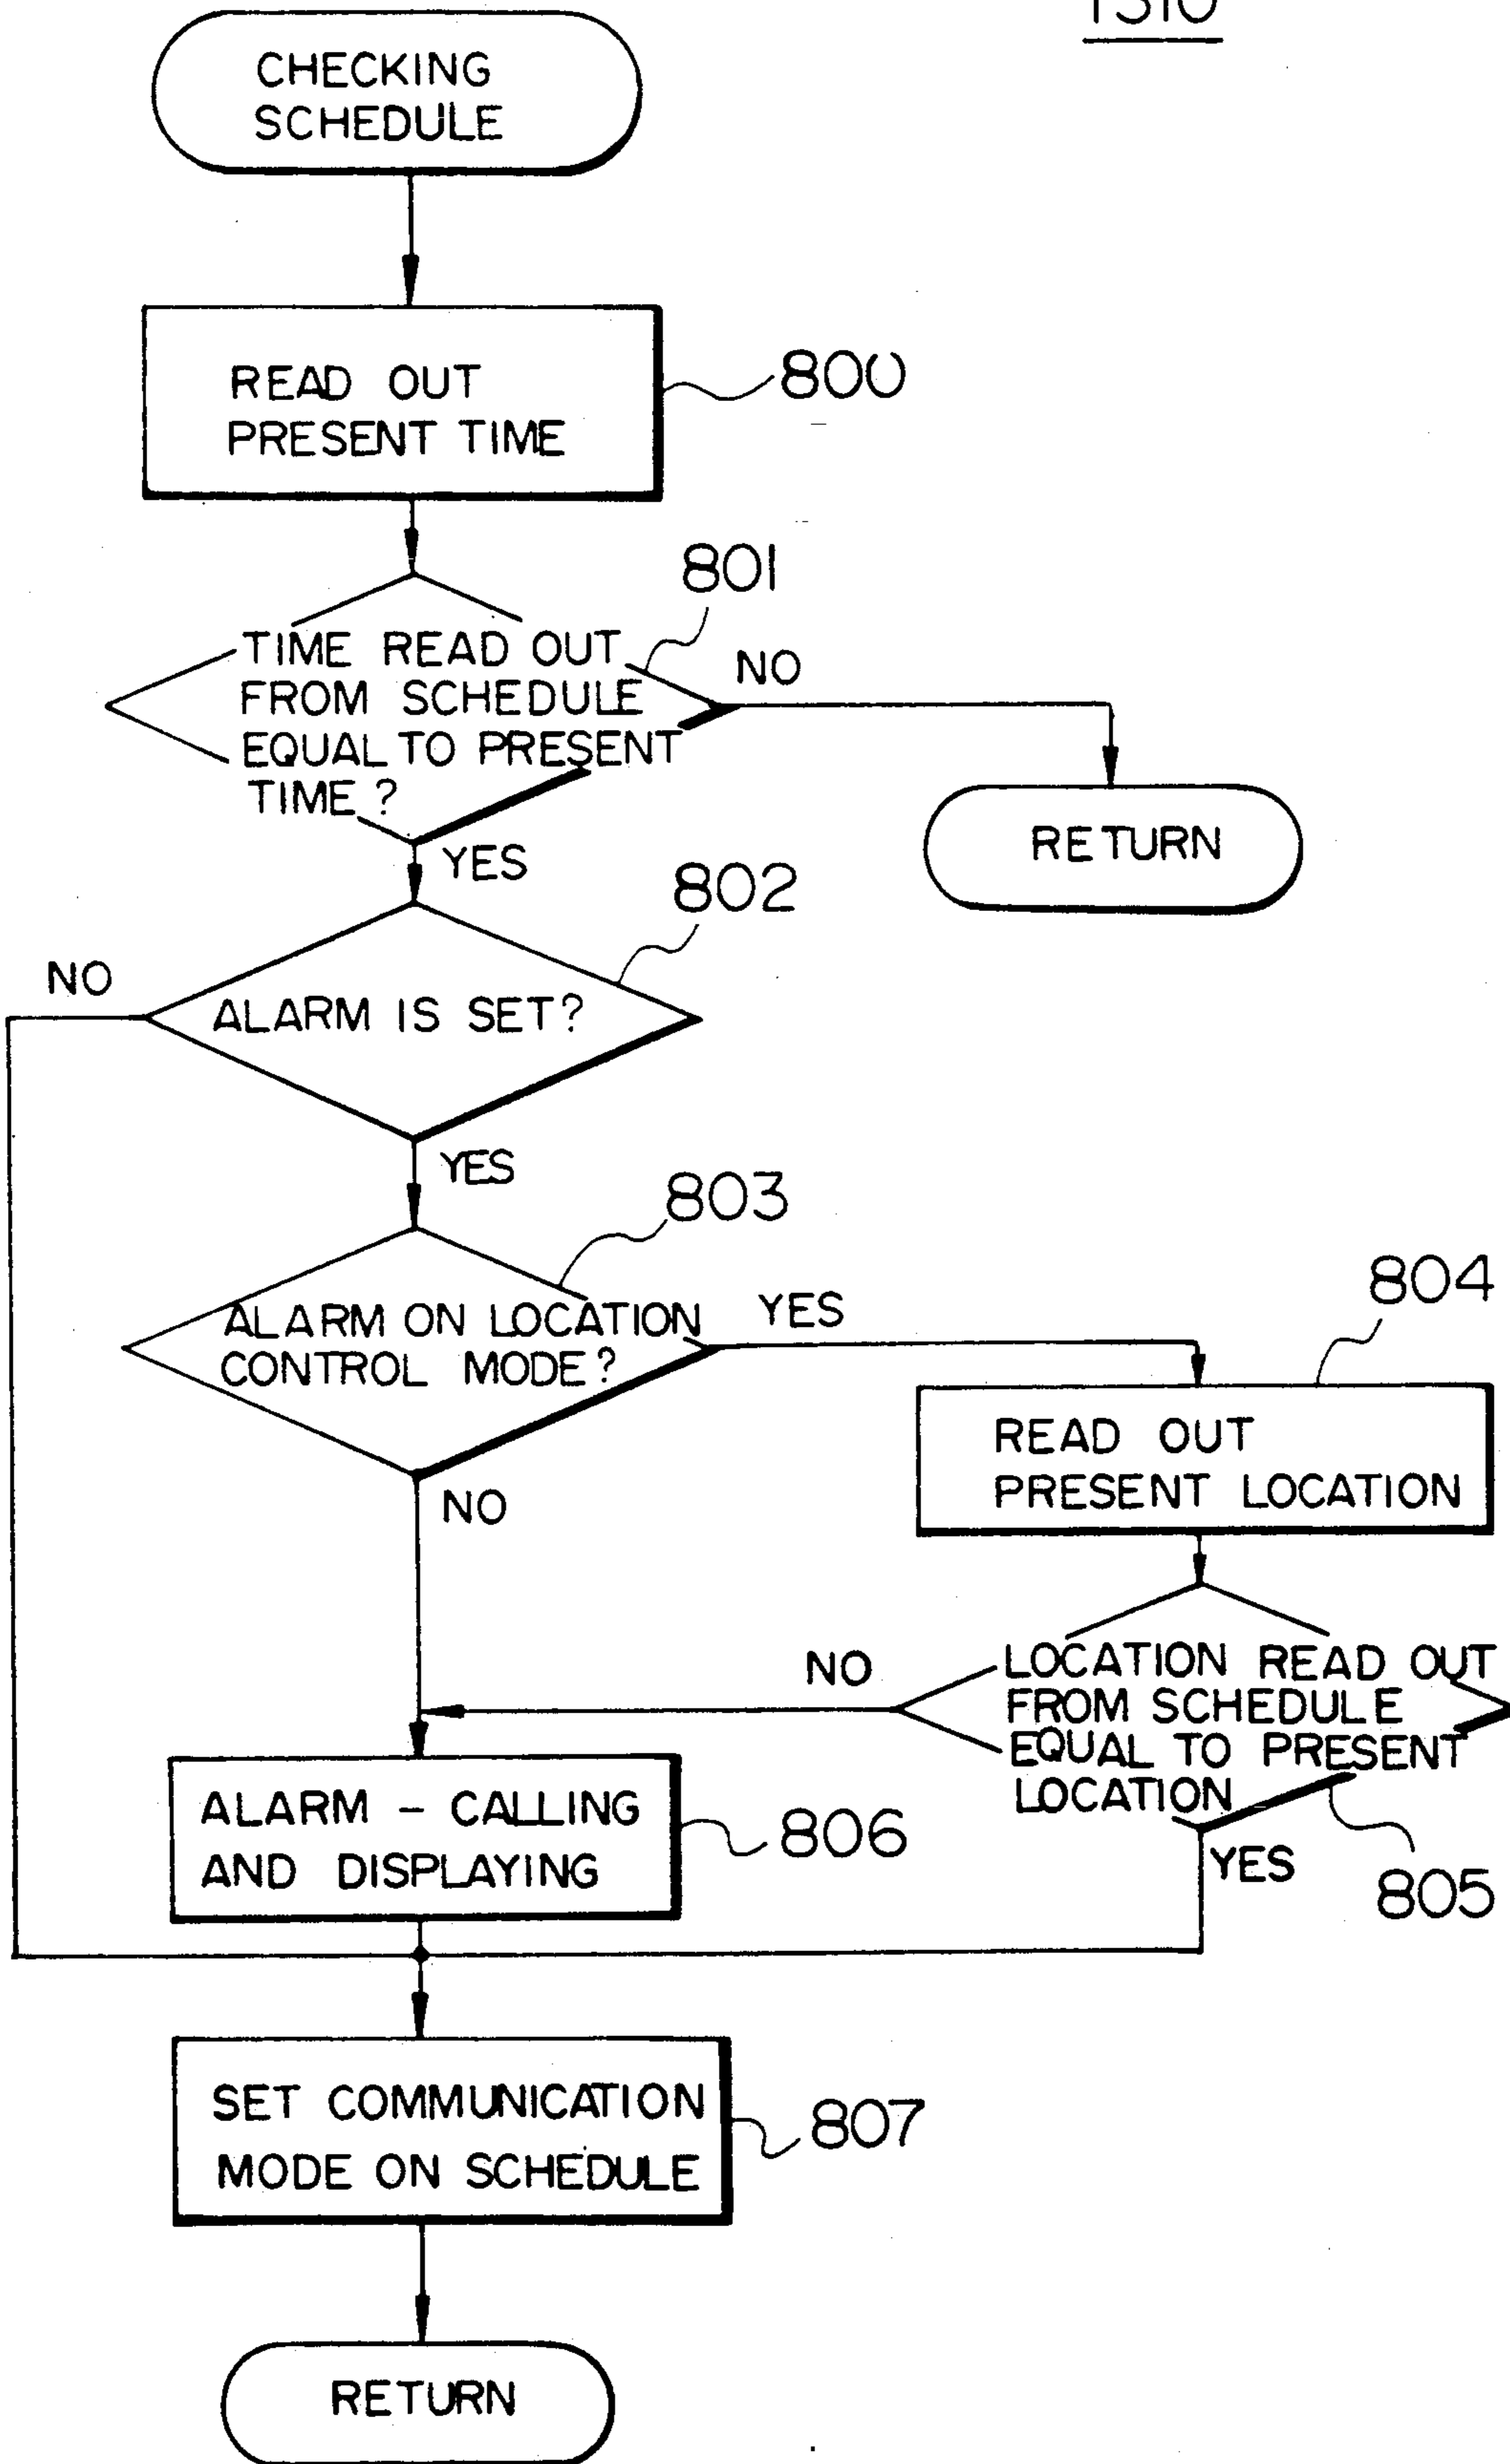 CHECKING
SCHEDULE
READ OUT
PRESENT TIME
800
801
TIME READ OUT
FROM SCHEDULE
EQUAL TO PRESENT
TIME ?
NO
RETURN
YES
802
NO
ALARM IS SET?
YES
803
ALARM ON LOCATION
CONTROL MODE?
YES
804
READ OUT
PRESENT LOCATION
NO
NO
LOCATION READ OUT
FROM SCHEDULE
EQUAL TO PRESENT
LOCATION
YES
805
ALARM - CALLING
AND DISPLAYING
806
SET COMMUNICATION
MODE ON SCHEDULE
807
RETURN